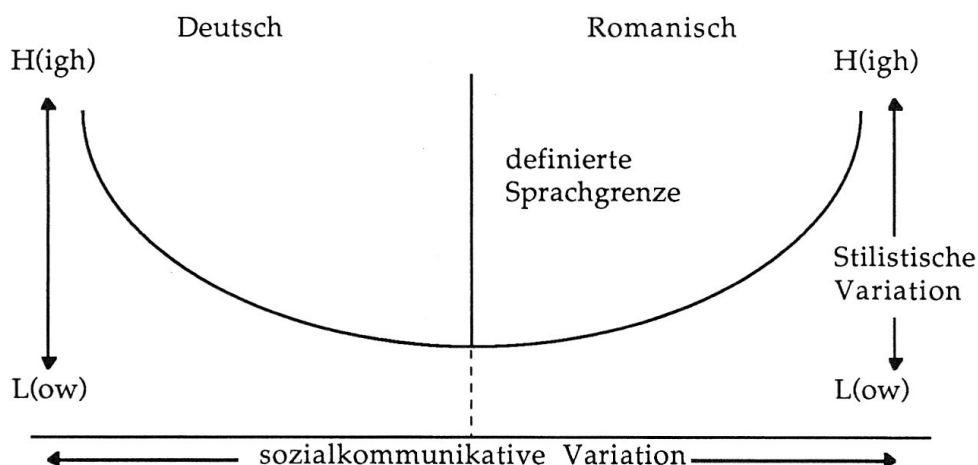 Deutsch Romanisch
H(igh) H(igh)
definierte
Sprachgrenze
Stilistische
Variation
L(ow) L(ow)
sozialkommunikative Variation